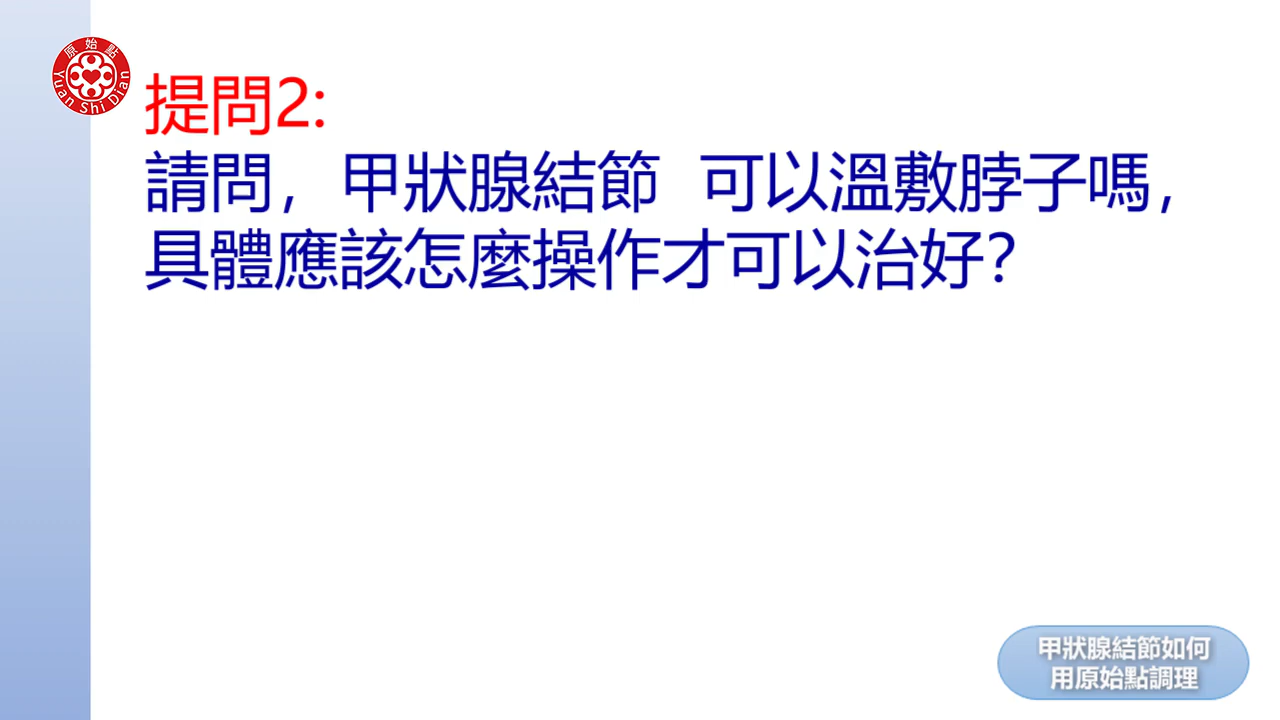 原始點
Yuan Shi Dian
提問2:
請問，甲狀腺結節 可以溫敷脖子嗎，
具體應該怎麼操作才可以治好？
甲狀腺結節如何
用原始點調理